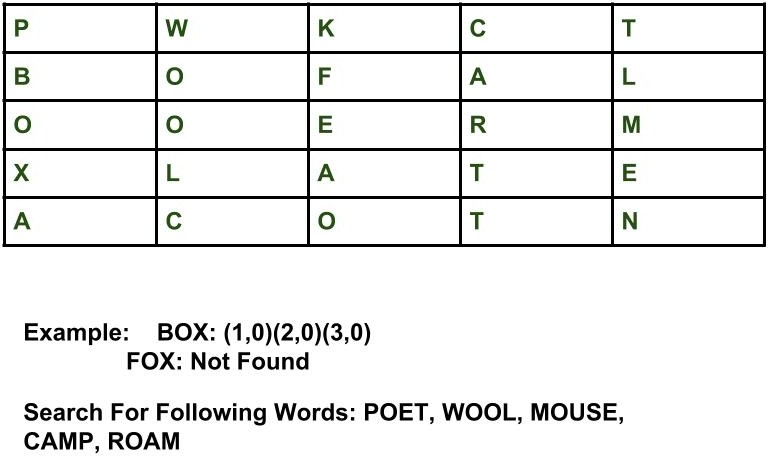 P W K C T
B O F A L
O O E R M
X L A T E
A C O T N
Example: BOX: (1,0)(2,0)(3,0)
FOX: Not Found
Search For Following Words: POET, WOOL, MOUSE,
CAMP, ROAM